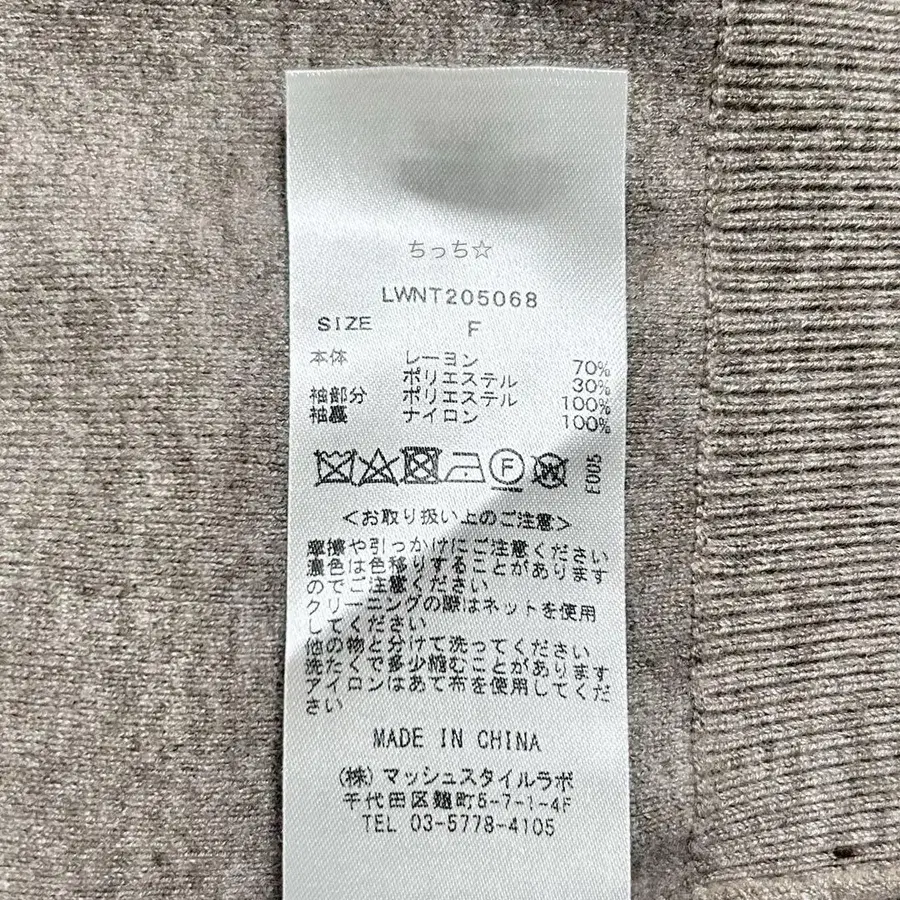 ちっち☆
LWNT205068
SIZE F
本体 レーヨン 70%
ポリエステル 30%
袖部分 ポリエステル 100%
袖裏 ナイロン 100%
F W E005
<お取り扱い上のご注意>
摩擦や引っかけにご注意ください
濃色は色移りすることがあります
のでご注意ください
クリーニングの際はネットを使用
してください
他の物と分けて洗ってください
洗たくで多少縮むことがあります
アイロンはあて布を使用してくだ
さい
MADE IN CHINA
(株)マッシュスタイルラボ
千代田区麹町5-7-1-4F
TEL 03-5778-4105